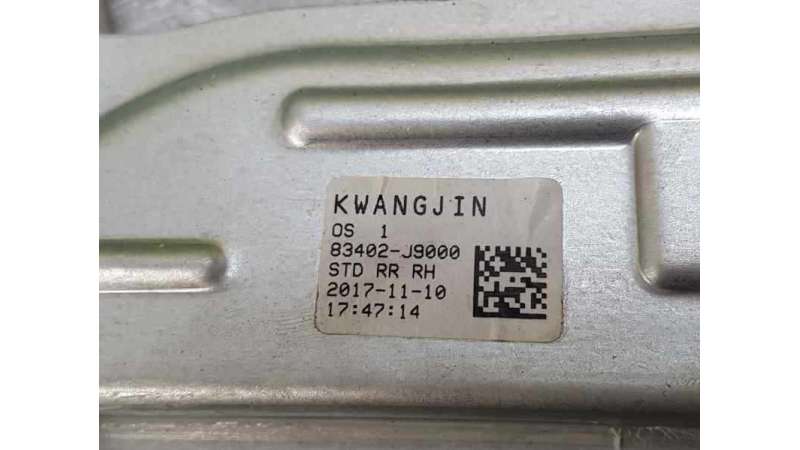 KWANGJIN
OS 1
83402-J9000
STD RR RH
2017-11-10
17:47:14